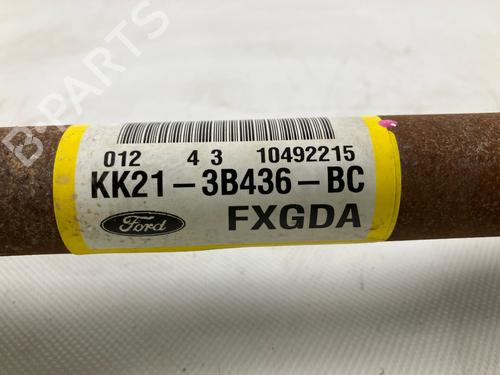 B-PARTS
012 4 3 10492215
KK21-3B436-BC
Ford FXGDA